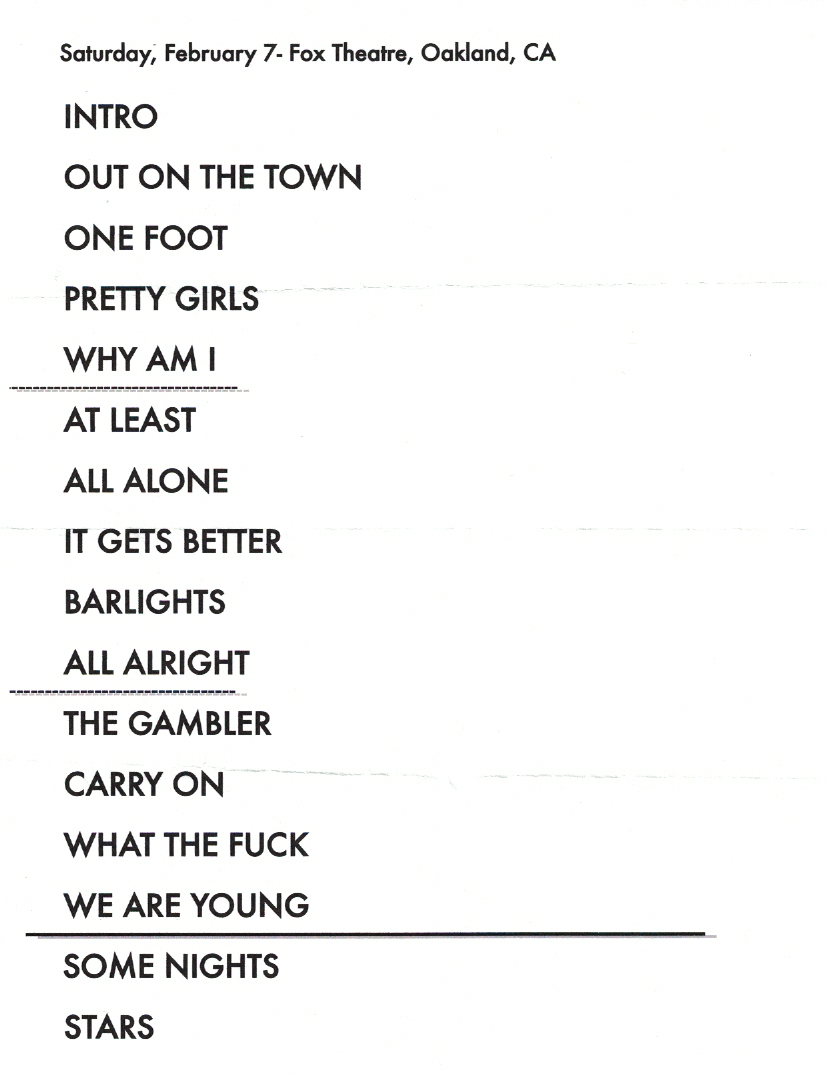 Saturday, February 7- Fox Theatre, Oakland, CA
INTRO
OUT ON THE TOWN
ONE FOOT
PRETTY GIRLS
WHY AM I
AT LEAST
ALL ALONE
IT GETS BETTER
BARLIGHTS
ALL ALRIGHT
THE GAMBLER
CARRY ON
WHAT THE FUCK
WE ARE YOUNG
SOME NIGHTS
STARS